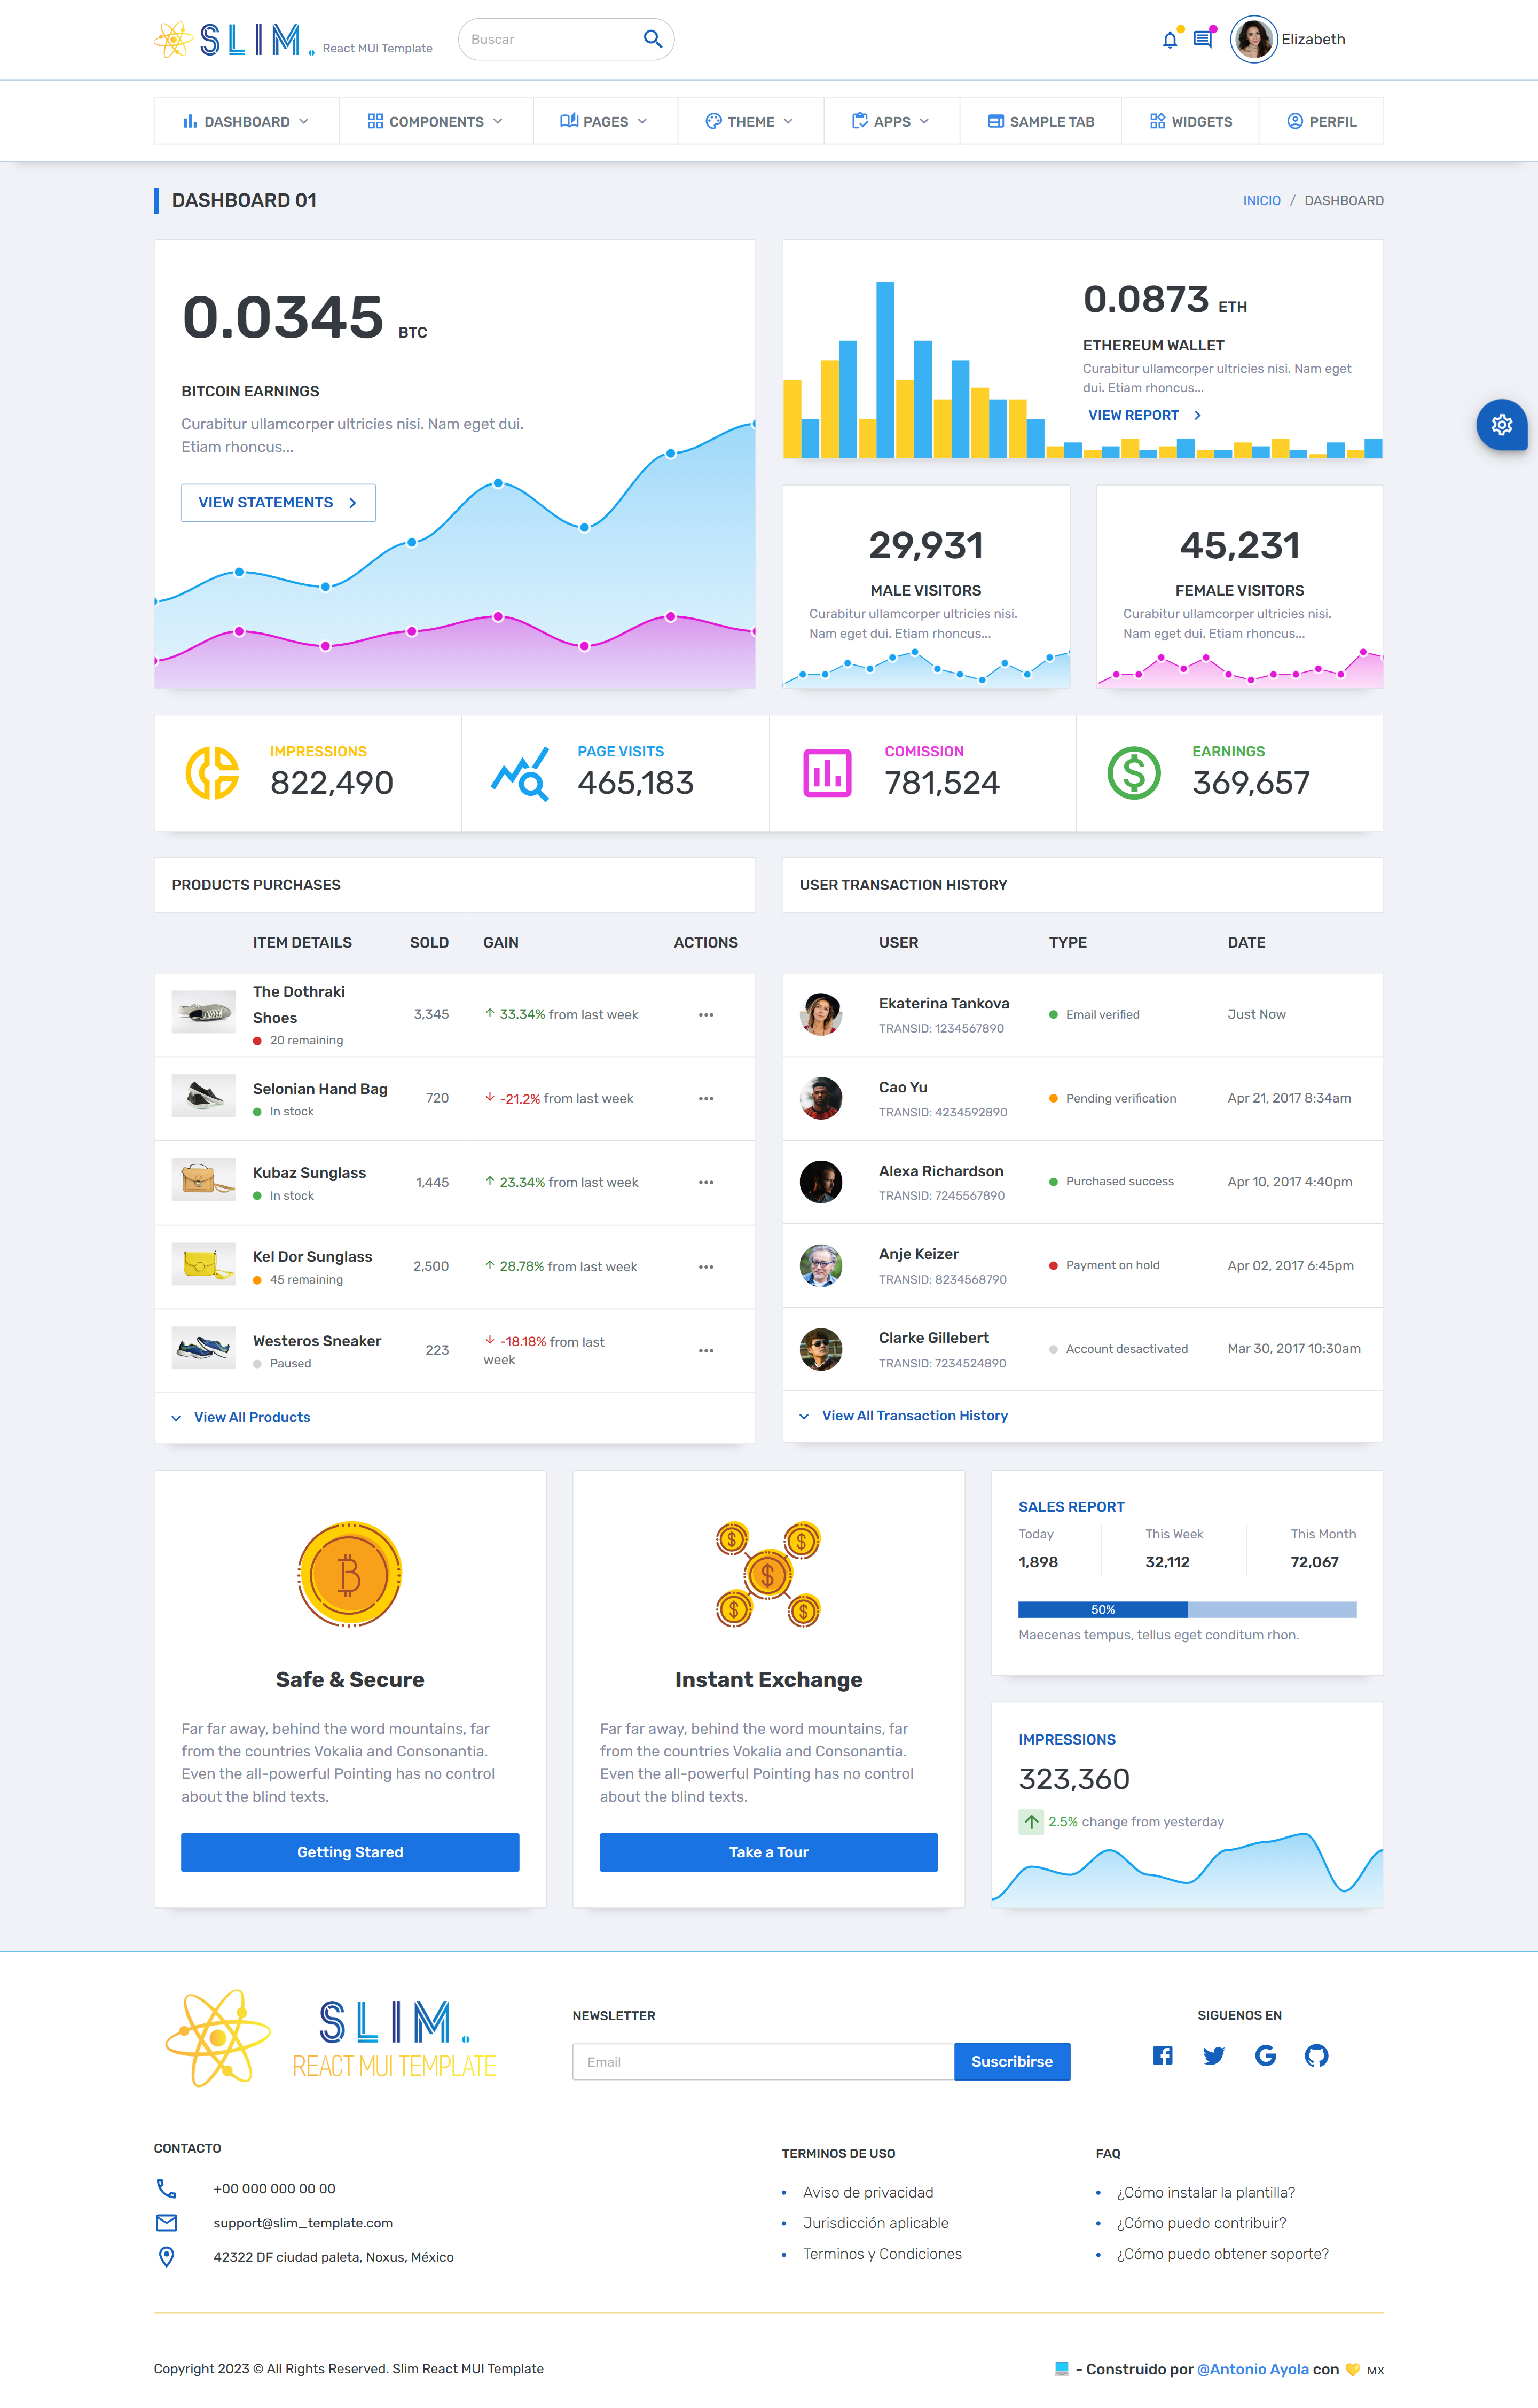 SLIM. React MUI Template
Buscar
Elizabeth
DASHBOARD
COMPONENTS
PAGES
THEME
APPS
SAMPLE TAB
WIDGETS
PERFIL
DASHBOARD 01
INICIO / DASHBOARD
0.0345 BTC
BITCOIN EARNINGS
Curabitur ullamcorper ultricies nisi. Nam eget dui.
Etiam rhoncus...
VIEW STATEMENTS
0.0873 ETH
ETHEREUM WALLET
Curabitur ullamcorper ultricies nisi. Nam eget
dui. Etiam rhoncus...
VIEW REPORT
29,931
MALE VISITORS
Curabitur ullamcorper ultricies nisi.
Nam eget dui. Etiam rhoncus...
45,231
FEMALE VISITORS
Curabitur ullamcorper ultricies nisi.
Nam eget dui. Etiam rhoncus...
IMPRESSIONS
822,490
PAGE VISITS
465,183
COMISSION
781,524
EARNINGS
369,657
PRODUCTS PURCHASES
ITEM DETAILS SOLD GAIN ACTIONS
The Dothraki
Shoes
20 remaining
3,345
33.34% from last week
Selonian Hand Bag
In stock
720
-21.2% from last week
Kubaz Sunglass
In stock
1,445
23.34% from last week
Kel Dor Sunglass
45 remaining
2,500
28.78% from last week
Westeros Sneaker
Paused
223
-18.18% from last
week
View All Products
USER TRANSACTION HISTORY
USER TYPE DATE
Ekaterina Tankova
TRANSID: 1234567890
Email verified
Just Now
Cao Yu
TRANSID: 4234592890
Pending verification
Apr 21, 2017 8:34am
Alexa Richardson
TRANSID: 7245567890
Purchased success
Apr 10, 2017 4:40pm
Anje Keizer
TRANSID: 8234568790
Payment on hold
Apr 02, 2017 6:45pm
Clarke Gillebert
TRANSID: 7234524890
Account desactivated
Mar 30, 2017 10:30am
View All Transaction History
Safe & Secure
Far far away, behind the word mountains, far
from the countries Vokalia and Consonantia.
Even the all-powerful Pointing has no control
about the blind texts.
Getting Stared
Instant Exchange
Far far away, behind the word mountains, far
from the countries Vokalia and Consonantia.
Even the all-powerful Pointing has no control
about the blind texts.
Take a Tour
SALES REPORT
Today This Week This Month
1,898 32,112 72,067
50%
Maecenas tempus, tellus eget conditum rhon.
IMPRESSIONS
323,360
2.5% change from yesterday
SLIM.
REACT MUI TEMPLATE
NEWSLETTER
Email
Suscribirse
SIGUENOS EN
CONTACTO
+00 000 000 00 00
support@slim_template.com
42322 DF ciudad paleta, Noxus, México
TERMINOS DE USO
Aviso de privacidad
Jurisdicción aplicable
Terminos y Condiciones
FAQ
¿Cómo instalar la plantilla?
¿Cómo puedo contribuir?
¿Cómo puedo obtener soporte?
Copyright 2023 © All Rights Reserved. Slim React MUI Template
💻 - Construido por @Antonio Ayola con 💛 MX